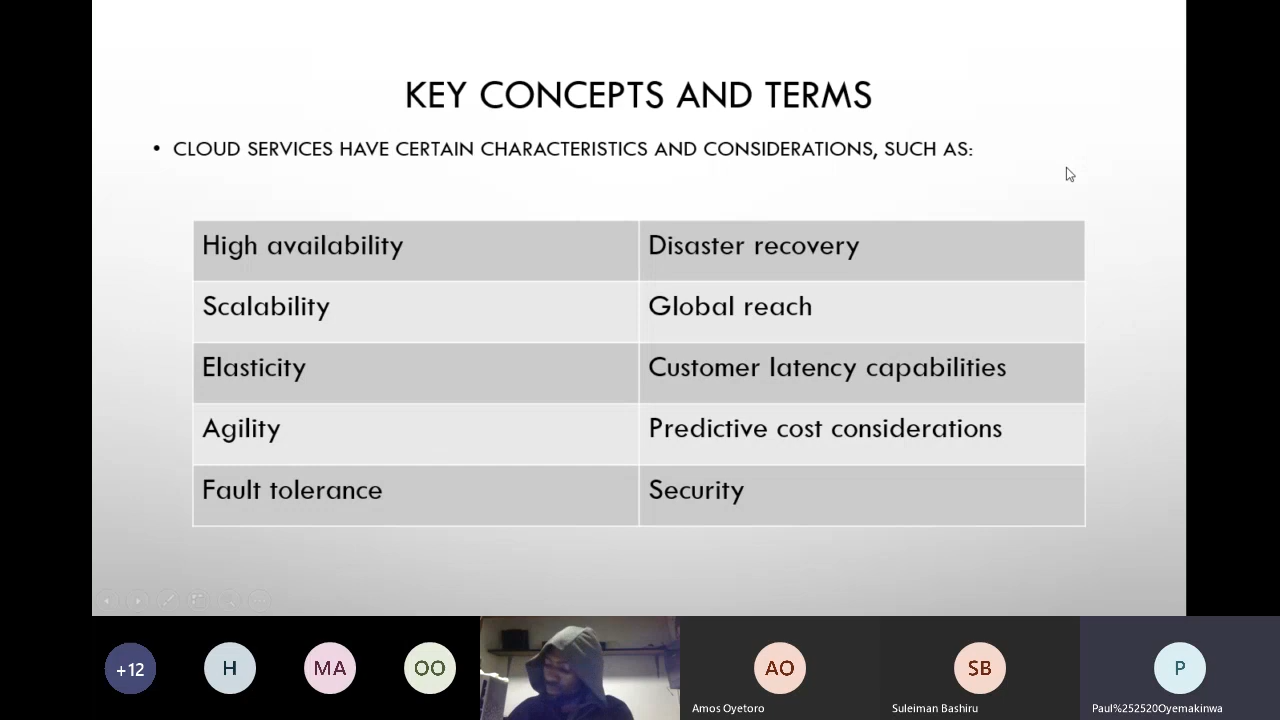 KEY CONCEPTS AND TERMS
• CLOUD SERVICES HAVE CERTAIN CHARACTERISTICS AND CONSIDERATIONS, SUCH AS:
High availability
Disaster recovery
Scalability
Global reach
Elasticity
Customer latency capabilities
Agility
Predictive cost considerations
Fault tolerance
Security
+12
H
MA
OO
AO
SB
P
Amos Oyetoro
Suleiman Bashiru
Paul%252520Oyemakinwa